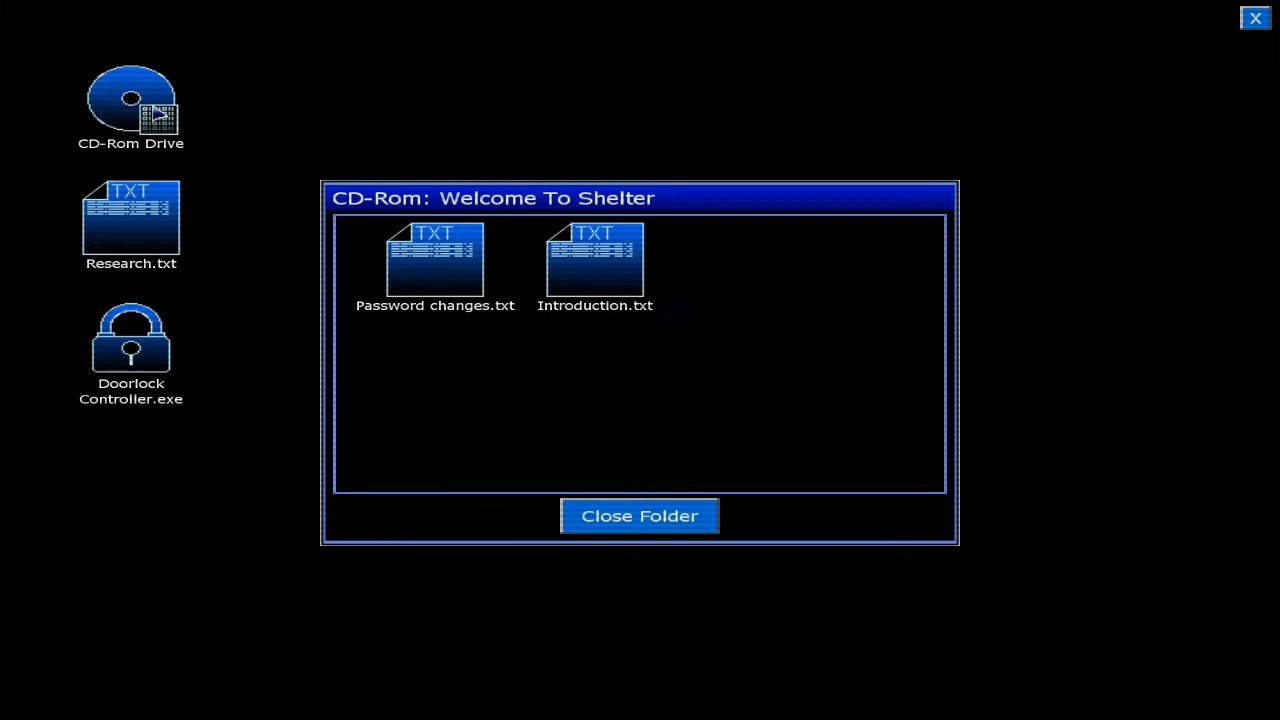 X
CD-Rom Drive
TXT
Research.txt
Doorlock
Controller.exe
CD-Rom: Welcome To Shelter
TXT
Password changes.txt
TXT
Introduction.txt
Close Folder